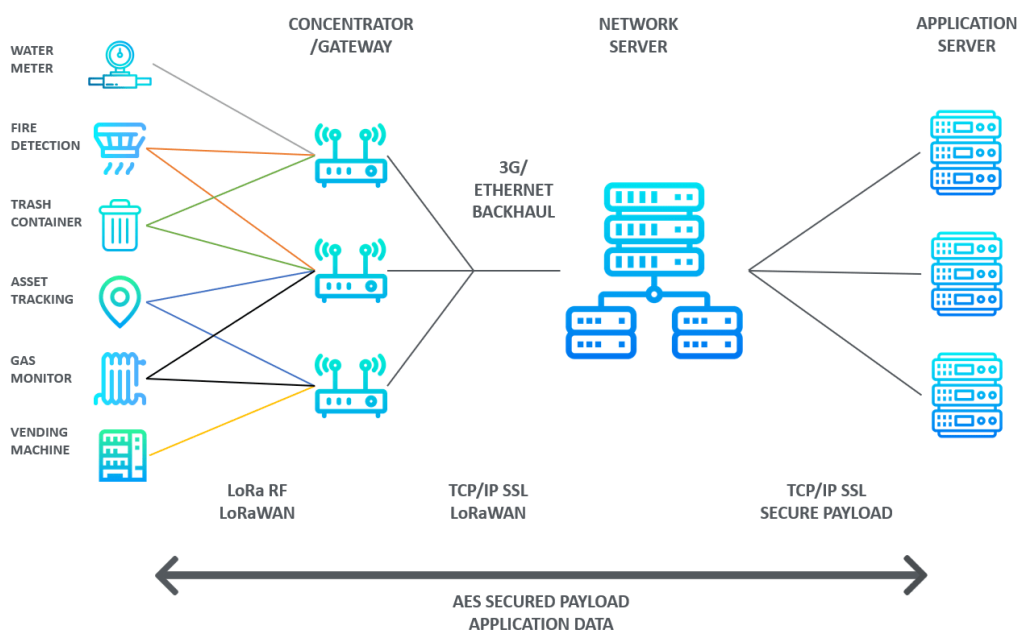 CONCENTRATOR
/GATEWAY
NETWORK
SERVER
APPLICATION
SERVER
WATER
METER
FIRE
DETECTION
TRASH
CONTAINER
ASSET
TRACKING
GAS
MONITOR
VENDING
MACHINE
3G/
ETHERNET
BACKHAUL
LoRa RF
LoRaWAN
TCP/IP SSL
LoRaWAN
TCP/IP SSL
SECURE PAYLOAD
AES SECURED PAYLOAD
APPLICATION DATA